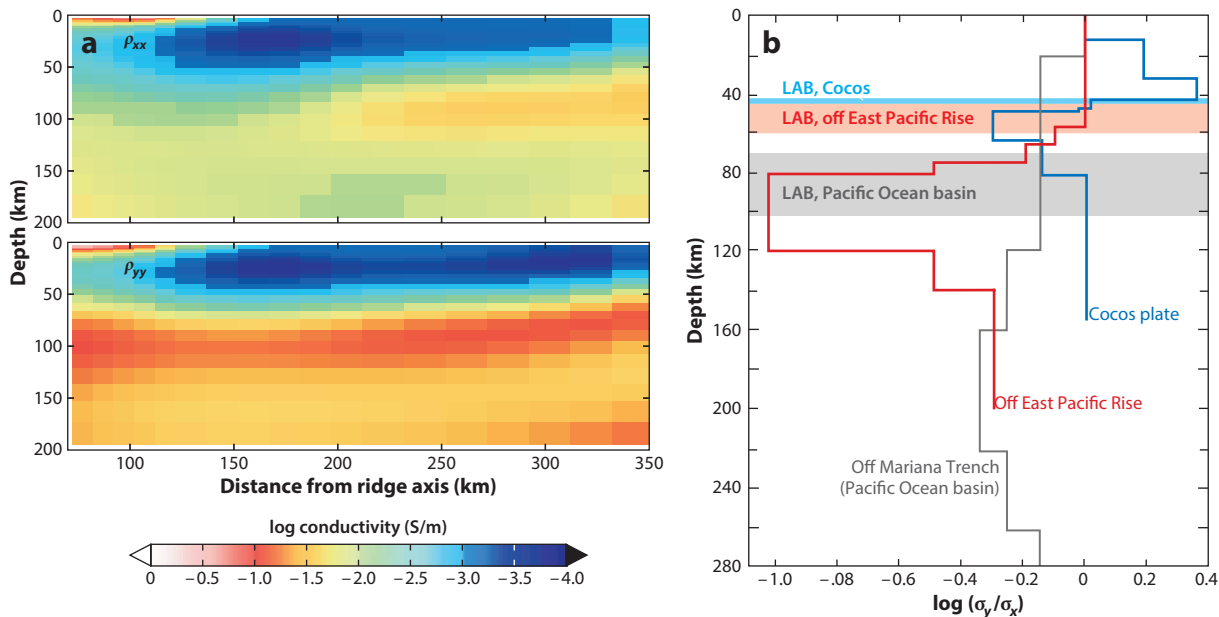 a
ρxx
0
50
100
150
200
ρyy
0
50
100
150
200
Depth (km)
100
150
200
250
300
350
Distance from ridge axis (km)
log conductivity (S/m)
0
−0.5
−1.0
−1.5
−2.0
−2.5
−3.0
−3.5
−4.0
b
0
40
80
120
160
200
240
280
Depth (km)
LAB, Cocos
LAB, off East Pacific Rise
LAB, Pacific Ocean basin
Cocos plate
Off East Pacific Rise
Off Mariana Trench
(Pacific Ocean basin)
−1.0
−.08
−0.6
−0.4
−0.2
0
0.2
0.4
log (σy/σx)